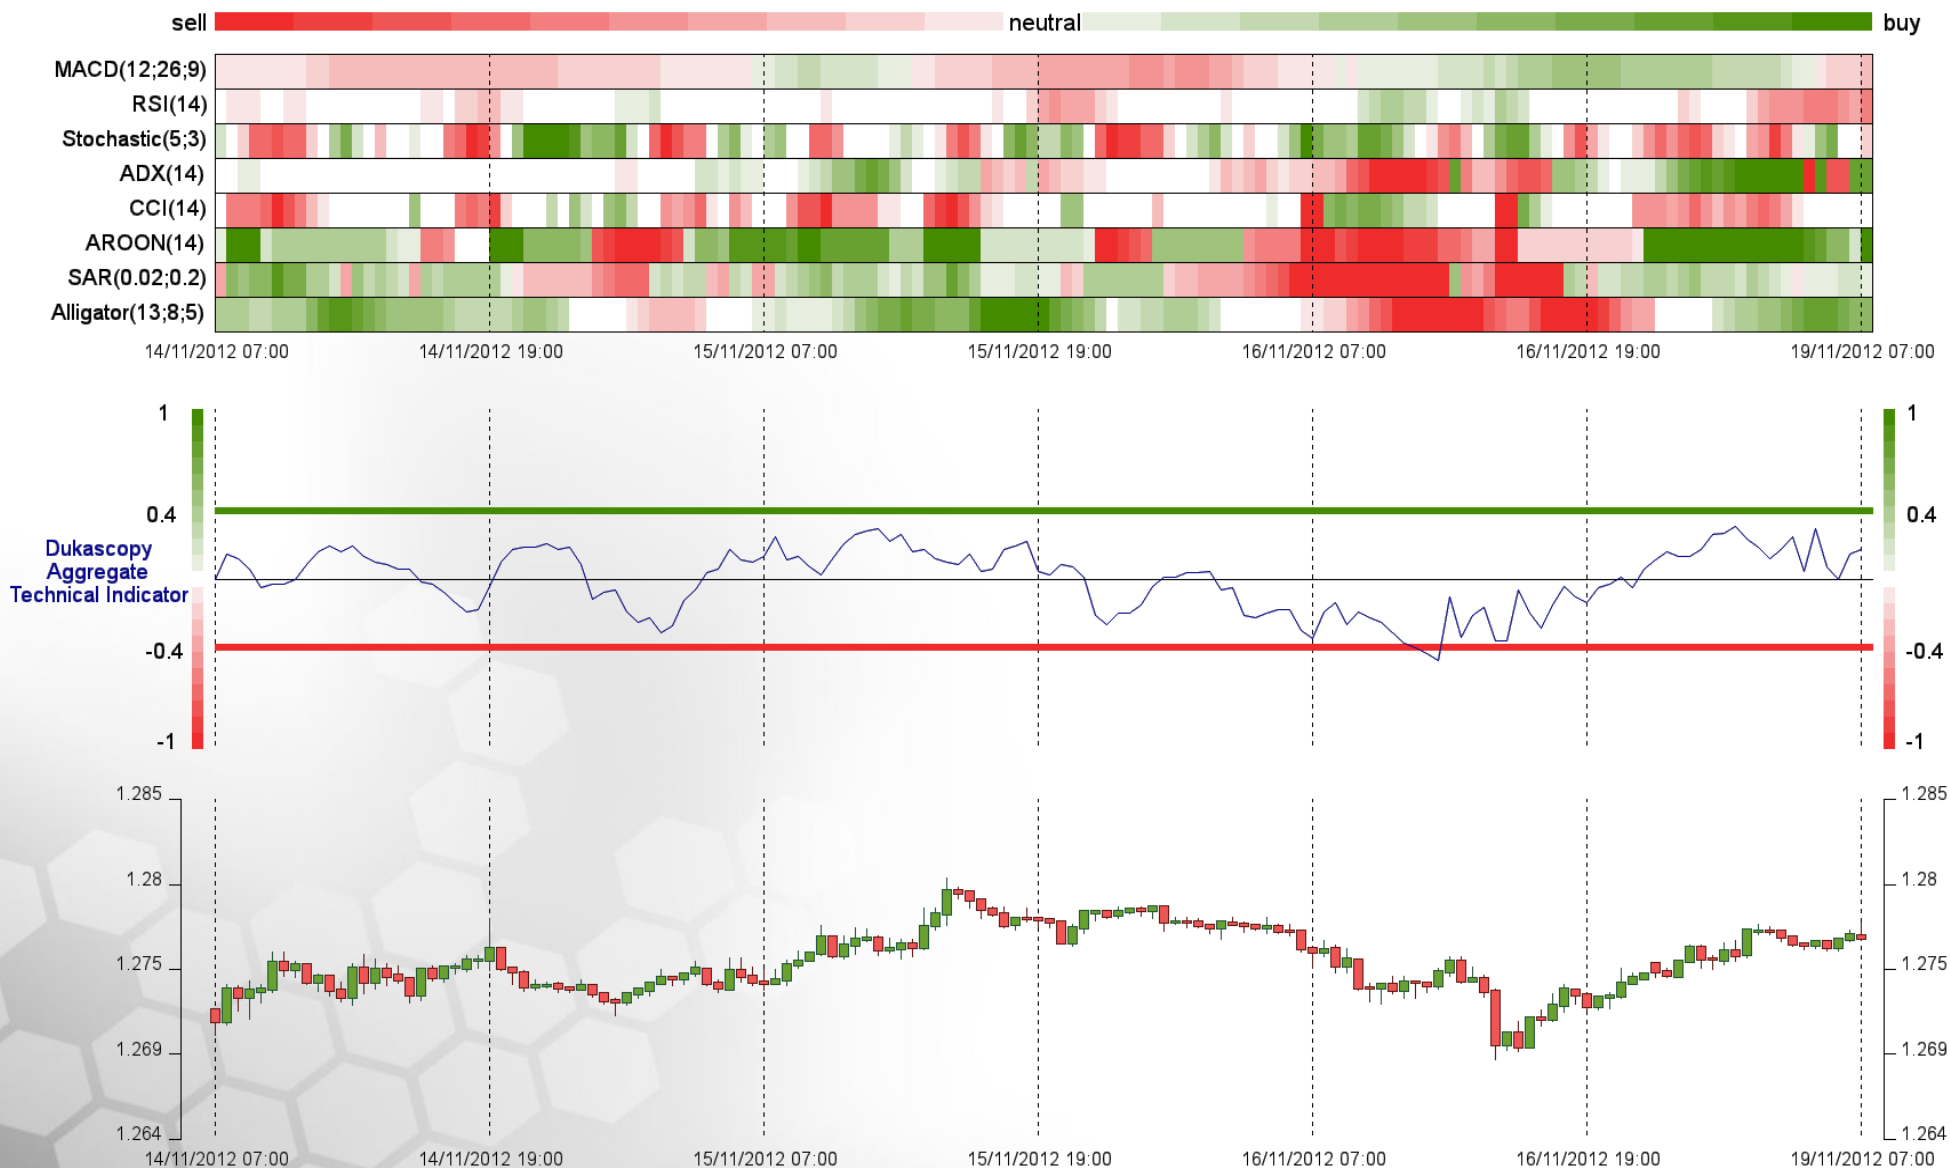 sell neutral buy
MACD(12;26;9)
RSI(14)
Stochastic(5;3)
ADX(14)
CCI(14)
AROON(14)
SAR(0.02;0.2)
Alligator(13;8;5)
14/11/2012 07:00 14/11/2012 19:00 15/11/2012 07:00 15/11/2012 19:00 16/11/2012 07:00 16/11/2012 19:00 19/11/2012 07:00
1 1
0.4 0.4
Dukascopy
Aggregate
Technical Indicator
-0.4 -0.4
-1 -1
1.285 1.285
1.28 1.28
1.275 1.275
1.269 1.269
1.264 1.264
14/11/2012 07:00 14/11/2012 19:00 15/11/2012 07:00 15/11/2012 19:00 16/11/2012 07:00 16/11/2012 19:00 19/11/2012 07:00